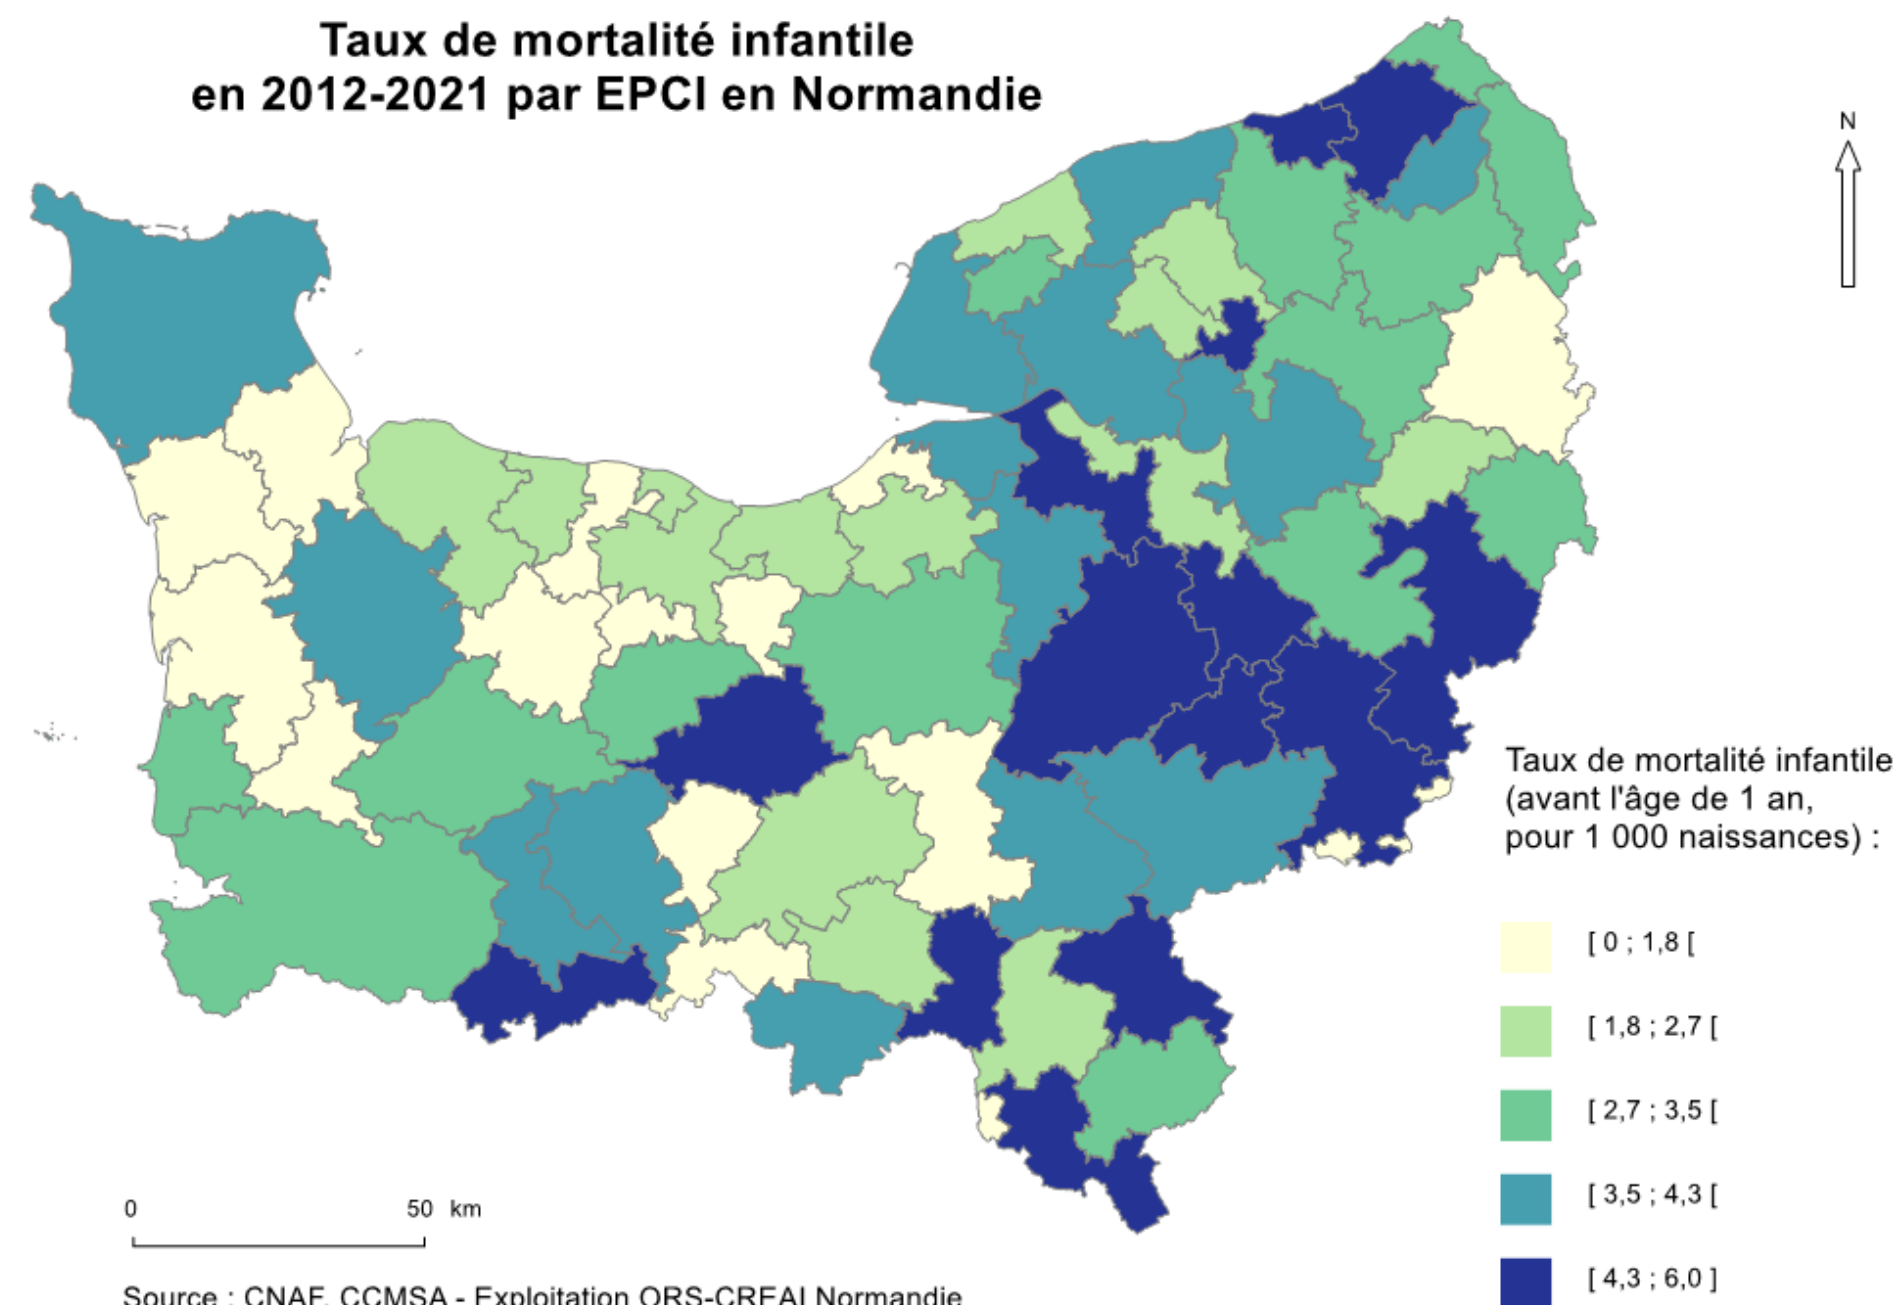 Taux de mortalité infantile
en 2012-2021 par EPCI en Normandie
N
Taux de mortalité infantile
(avant l'âge de 1 an,
pour 1 000 naissances) :
[ 0 ; 1,8 [
[ 1,8 ; 2,7 [
[ 2,7 ; 3,5 [
[ 3,5 ; 4,3 [
[ 4,3 ; 6,0 ]
0 50 km
Source : CNAF, CCMSA - Exploitation ORS-CREAI Normandie